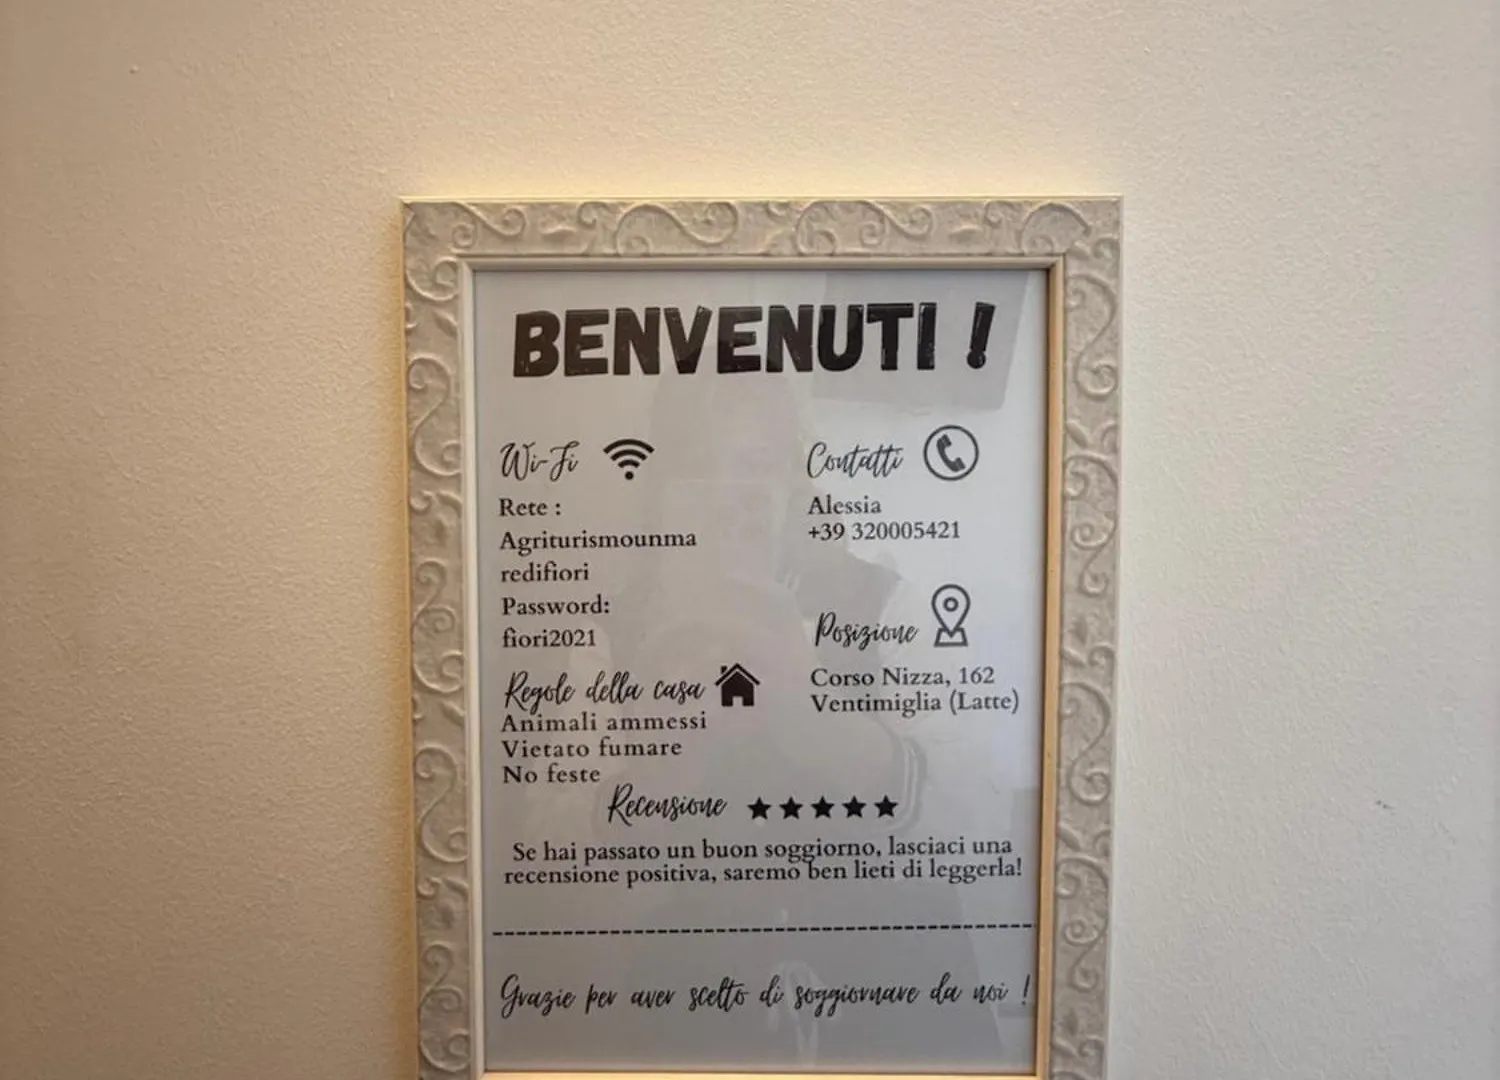 BENVENUTI !
Wi-Fi
Rete :
Agriturismounma
redifiori
Password:
fiori2021
Contatti
Alessia
+39 320005421
Posizione
Corso Nizza, 162
Ventimiglia (Latte)
Regole della casa
Animali ammessi
Vietato fumare
No feste
Recensione
Se hai passato un buon soggiorno, lasciaci una
recensione positiva, saremo ben lieti di leggerla!
Grazie per aver scelto di soggiornare da noi !